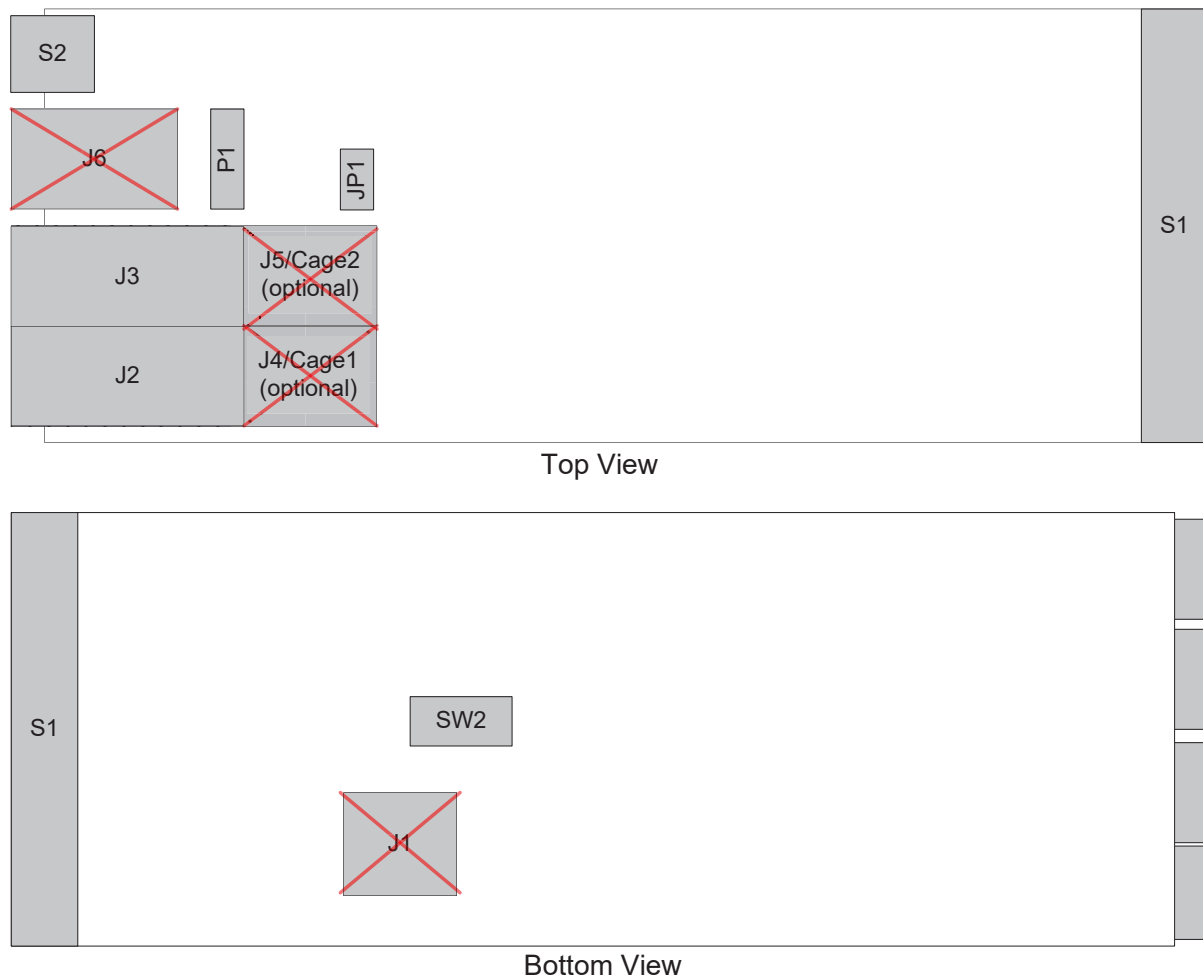 S2
J6
P1
JP1
S1
J3
J5/Cage2
(optional)
J2
J4/Cage1
(optional)
Top View
S1
SW2
J1
Bottom View